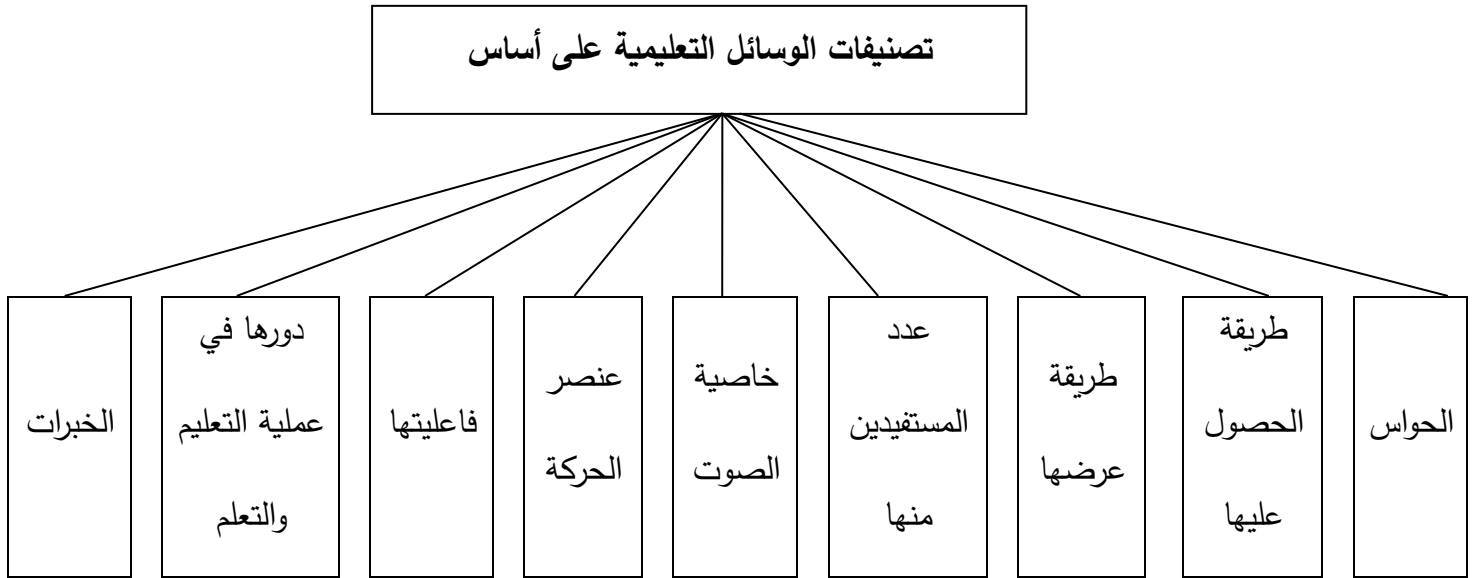 تصنيفات الوسائل التعليمية على أساس
الحواس
طريقة
الحصول
عليها
طريقة
عرضها
عدد
المستفيدين
منها
خاصية
الصوت
عنصر
الحركة
فاعليتها
دورها في
عملية التعليم
والتعلم
الخبرات